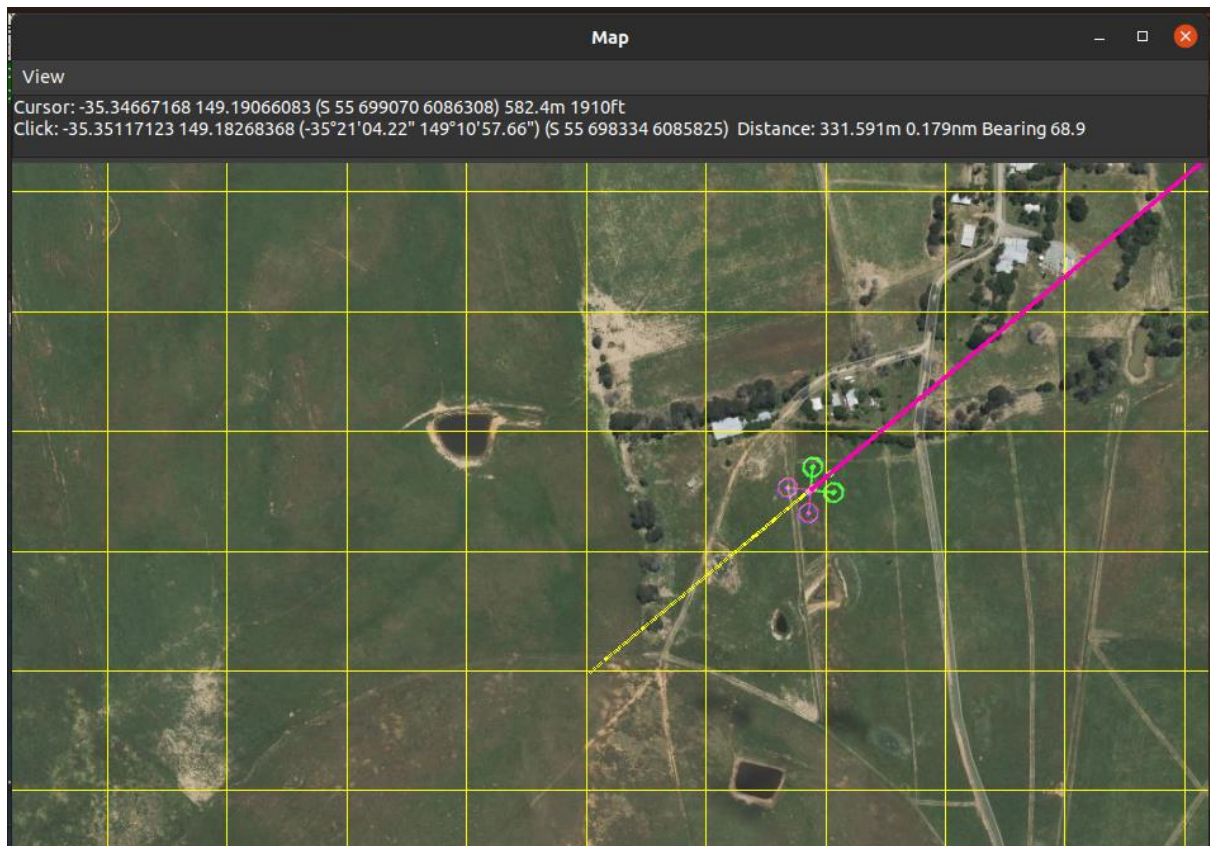 Map
View
Cursor: -35.34667168 149.19066083 (S 55 699070 6086308) 582.4m 1910ft
Click: -35.35117123 149.18268368 (-35°21'04.22" 149°10'57.66") (S 55 698334 6085825) Distance: 331.591m 0.179nm Bearing 68.9